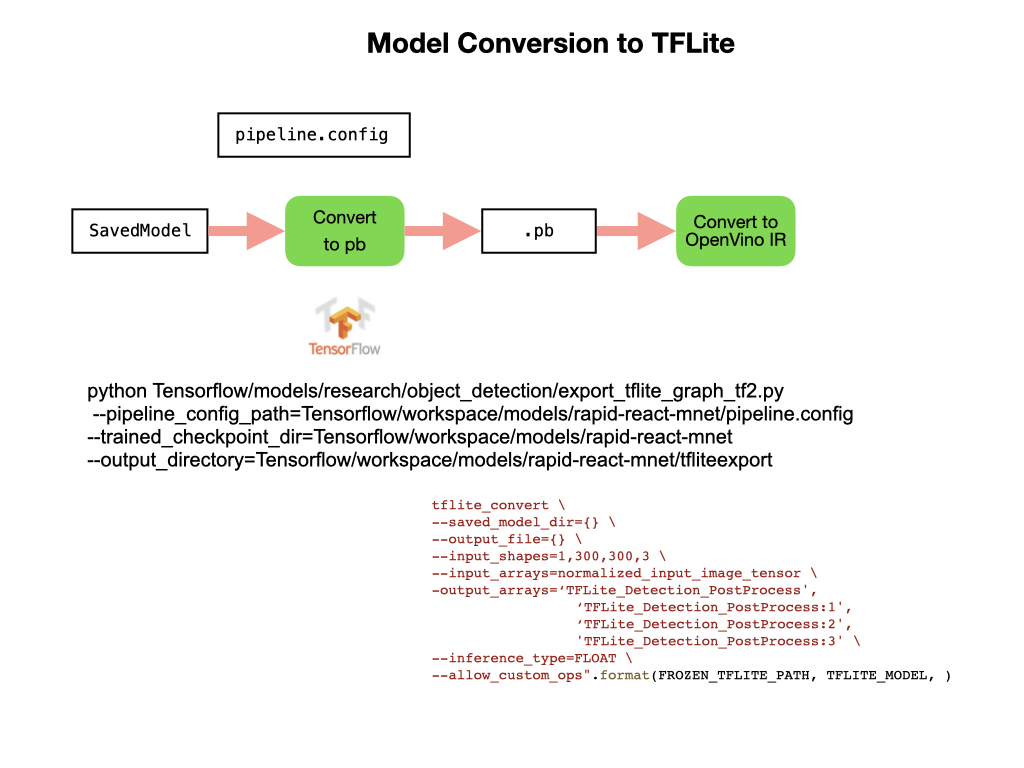 Model Conversion to TFLite
pipeline.config
SavedModel
Convert
to pb
.pb
Convert to
OpenVino IR
TensorFlow
python Tensorflow/models/research/object_detection/export_tflite_graph_tf2.py
--pipeline_config_path=Tensorflow/workspace/models/rapid-react-mnet/pipeline.config
--trained_checkpoint_dir=Tensorflow/workspace/models/rapid-react-mnet
--output_directory=Tensorflow/workspace/models/rapid-react-mnet/tfliteexport
tflite_convert \
--saved_model_dir={} \
--output_file={} \
--input_shapes=1,300,300,3 \
--input_arrays=normalized_input_image_tensor \
-output_arrays=‘TFLite_Detection_PostProcess',
‘TFLite_Detection_PostProcess:1',
‘TFLite_Detection_PostProcess:2',
'TFLite_Detection_PostProcess:3' \
--inference_type=FLOAT \
--allow_custom_ops".format(FROZEN_TFLITE_PATH, TFLITE_MODEL, )